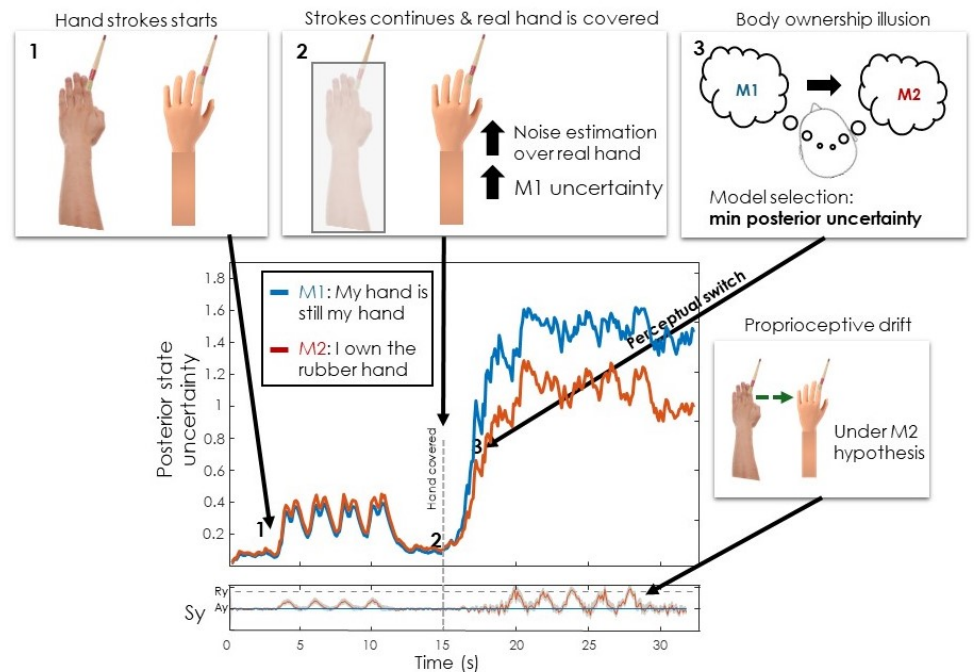 Hand strokes starts
1
Strokes continues & real hand is covered
2
Noise estimation
over real hand
M1 uncertainty
Body ownership illusion
3
M1
M2
Model selection:
min posterior uncertainty
M1: My hand is
still my hand
M2: I own the
rubber hand
Perceptual switch
Posterior state
uncertainty
1.8
1.6
1.4
1.2
1
0.8
0.6
0.4
0.2
Hand covered
1
2
3
Proprioceptive drift
Under M2
hypothesis
Sy
Ry
Ay
0
5
10
15
20
25
30
Time (s)